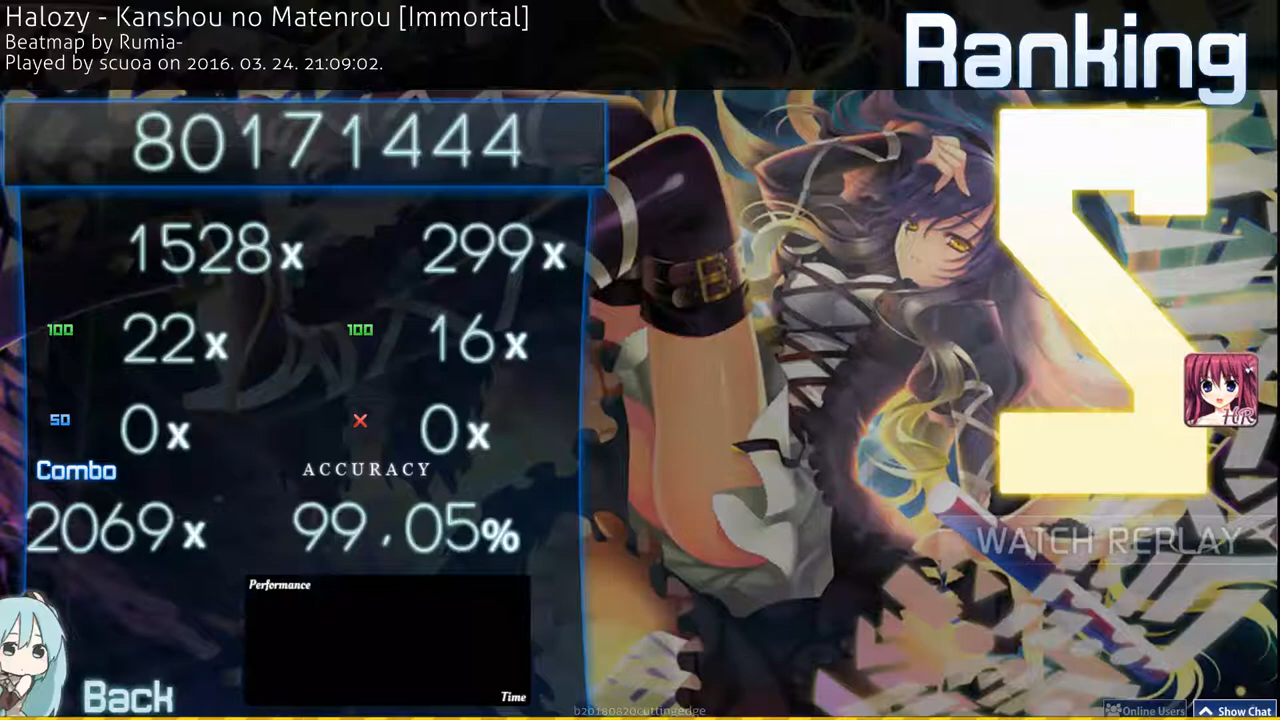 Halozy - Kanshou no Matenrou [Immortal]
Beatmap by Rumia-
Played by scuoa on 2016. 03. 24. 21:09:02.
Ranking
80171444
1528x 299x
100 22x 100 16x
50 0x 0x
Combo ACCURACY
2069x 99.05%
HR
WATCH REPLAY
Performance
Time
Back
b20180820cuttingedge
Online Users Show Chat